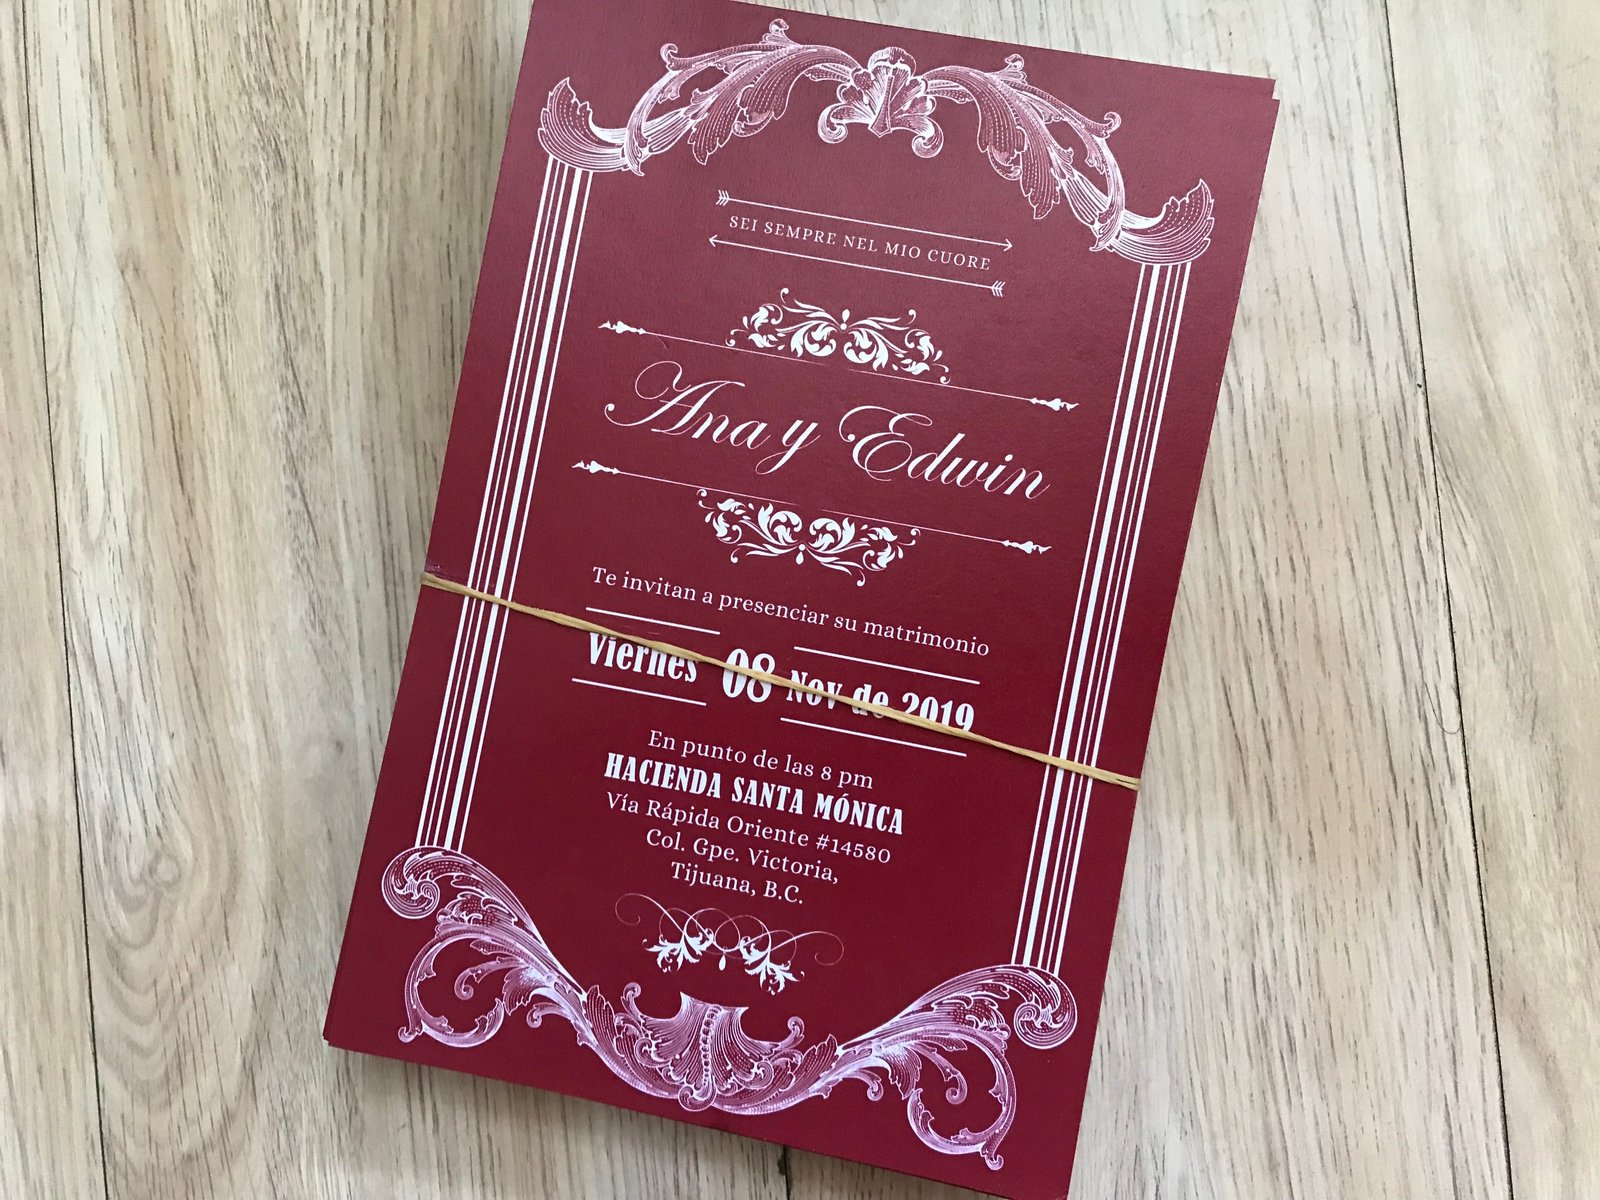 SEI SEMPRE NEL MIO CUORE
Ana y Edwin
Te invitan a presenciar su matrimonio
Viernes 08 Nov de 2019
En punto de las 8 pm
HACIENDA SANTA MÓNICA
Vía Rápida Oriente #14580
Col. Gpe. Victoria,
Tijuana, B.C.